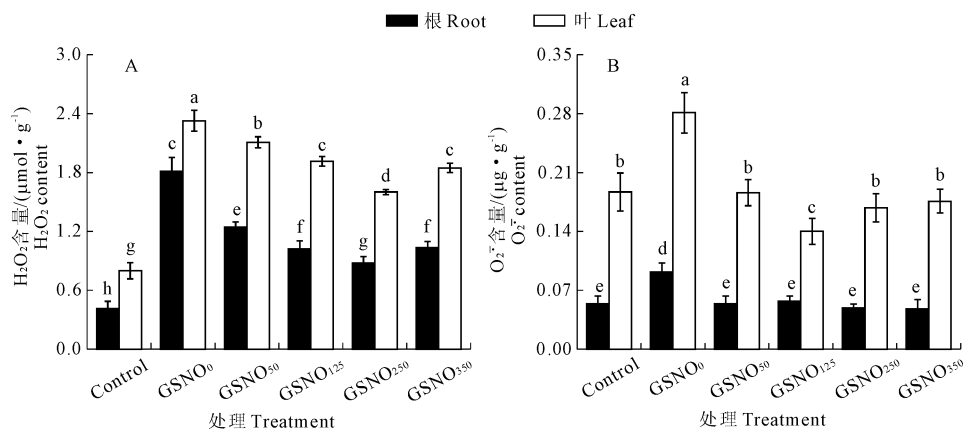 根 Root 叶 Leaf
A
H₂O₂含量/(μmol·g⁻¹)
H₂O₂ content
3.0
2.4
1.8
1.2
0.6
0.0
h g c a e b f c g d f c
Control GSNO₀ GSNO₅₀ GSNO₁₂₅ GSNO₂₅₀ GSNO₃₅₀
处理 Treatment
B
O₂⁻·含量/(μg·g⁻¹)
O₂⁻· content
0.35
0.28
0.21
0.14
0.07
0.00
e b d a e b e c e b e b
Control GSNO₀ GSNO₅₀ GSNO₁₂₅ GSNO₂₅₀ GSNO₃₅₀
处理 Treatment